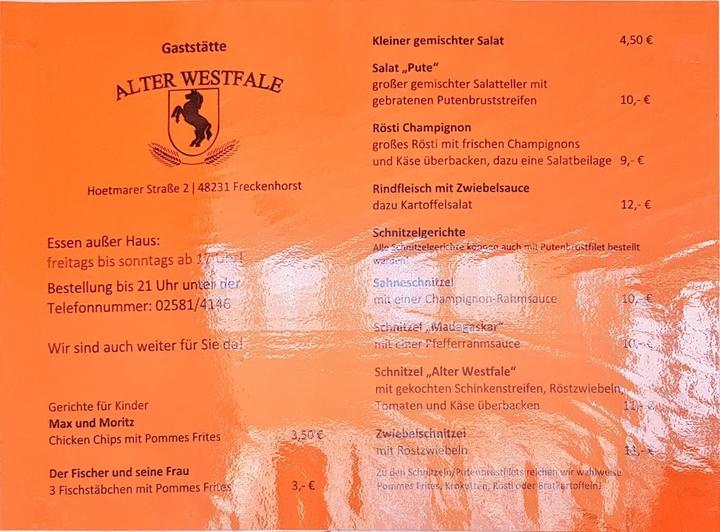 Gaststätte
ALTER WESTFALE
Hoetmarer Straße 2 | 48231 Freckenhorst
Essen außer Haus:
freitags bis sonntags ab 17 Uhr!
Bestellung bis 21 Uhr unter der
Telefonnummer: 02581/4146
Wir sind auch weiter für Sie da!
Gerichte für Kinder
Max und Moritz
Chicken Chips mit Pommes Frites 3,50 €
Der Fischer und seine Frau
3 Fischstäbchen mit Pommes Frites 3,- €
Kleiner gemischter Salat 4,50 €
Salat „Pute“
großer gemischter Salatteller mit
gebratenen Putenbruststreifen 10,- €
Rösti Champignon
großes Rösti mit frischen Champignons
und Käse überbacken, dazu eine Salatbeilage 9,- €
Rindfleisch mit Zwiebelsauce
dazu Kartoffelsalat 12,- €
Schnitzelgerichte
Alle Schnitzelgerichte können auch mit Putenbrustfilet bestellt
werden!
Sahneschnitzel
mit einer Champignon-Rahmsauce 10,- €
Schnitzel „Madagaskar“
mit einer Pfefferrahmsauce 10,- €
Schnitzel „Alter Westfale“
mit gekochten Schinkenstreifen, Röstzwiebeln,
Tomaten und Käse überbacken 11,- €
Zwiebelschnitzel
mit Röstzwiebeln €
Zu den Schnitzeln/Putenbrustfilets reichen wir wahlweise
Pommes Frites, Kroketten, Rösti oder Bratkartoffeln!